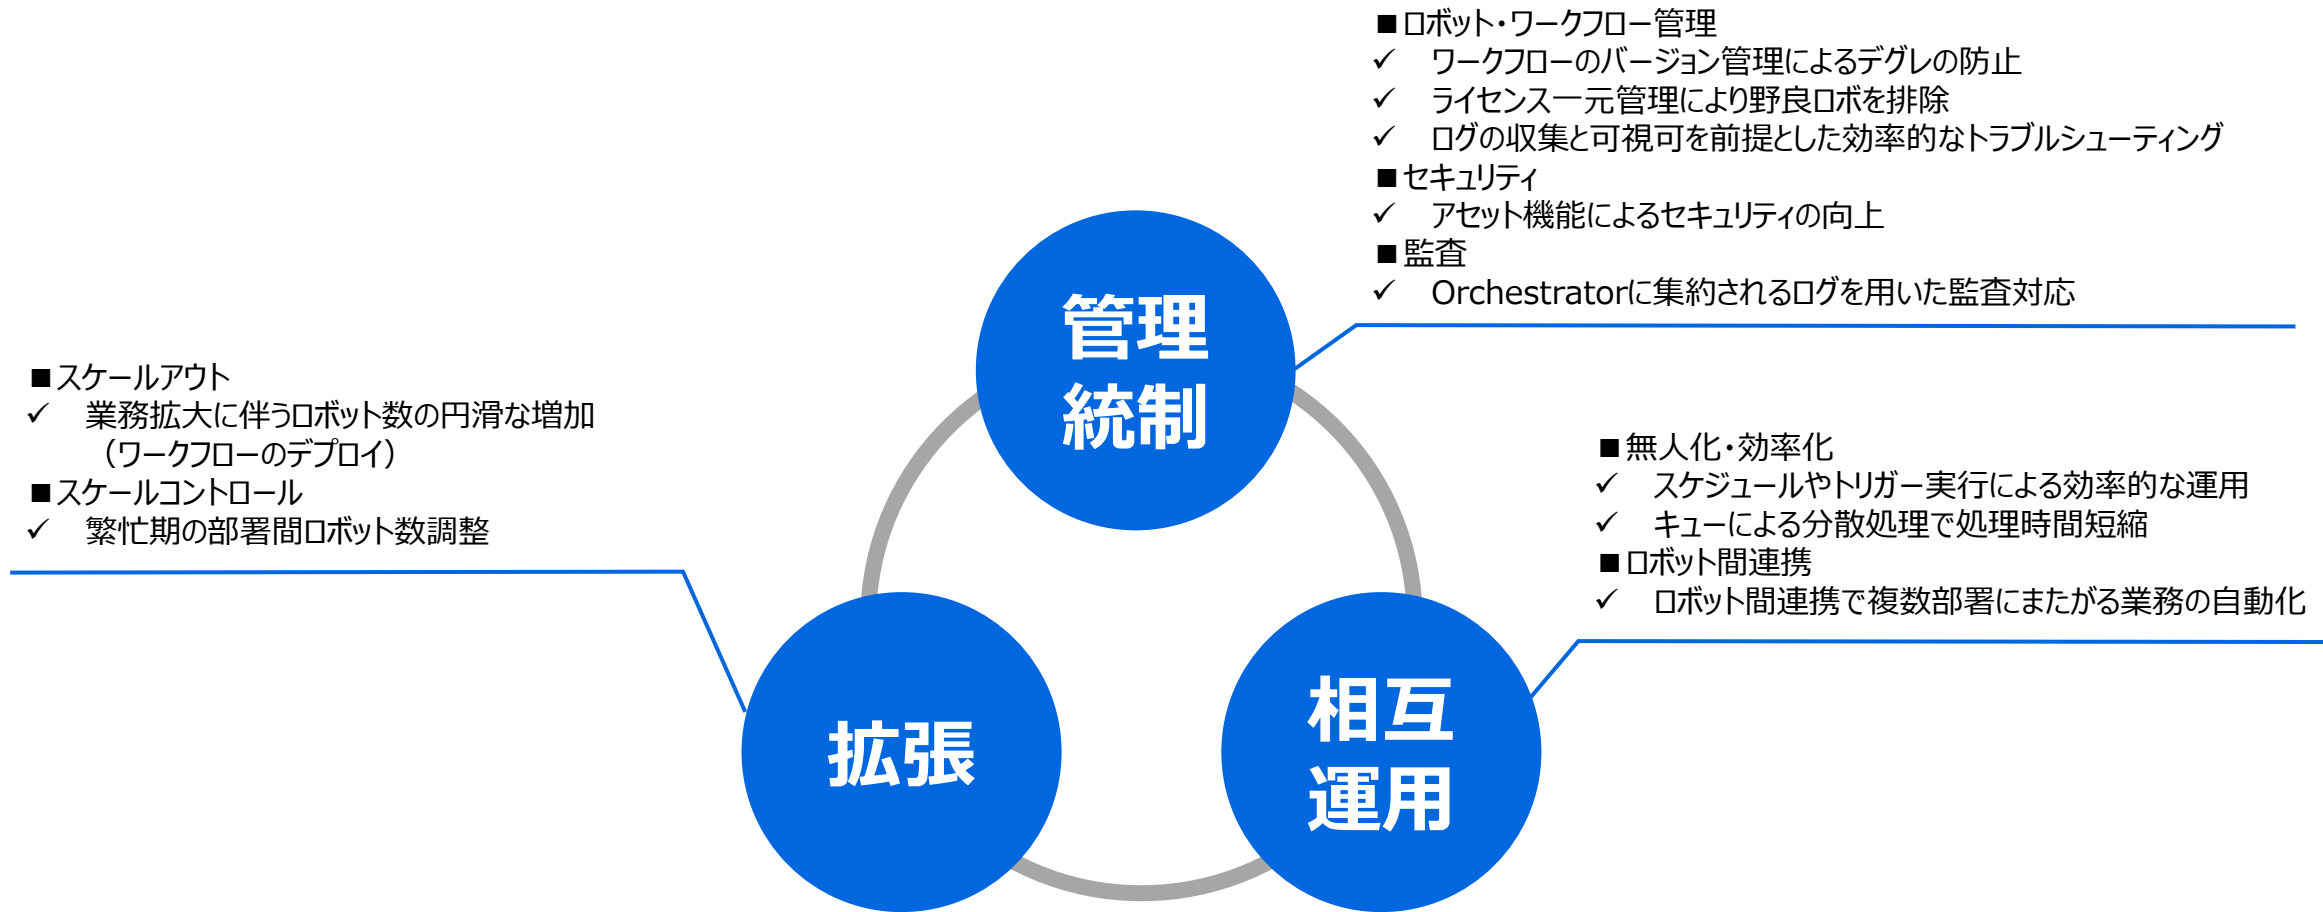 ■ロボット・ワークフロー管理
✓ ワークフローのバージョン管理によるデグレの防止
✓ ライセンス一元管理により野良ロボを排除
✓ ログの収集と可視可を前提とした効率的なトラブルシューティング
■セキュリティ
✓ アセット機能によるセキュリティの向上
■監査
✓ Orchestratorに集約されるログを用いた監査対応
管理
統制
■スケールアウト
✓ 業務拡大に伴うロボット数の円滑な増加
（ワークフローのデプロイ）
■スケールコントロール
✓ 繁忙期の部署間ロボット数調整
■無人化・効率化
✓ スケジュールやトリガー実行による効率的な運用
✓ キューによる分散処理で処理時間短縮
■ロボット間連携
✓ ロボット間連携で複数部署にまたがる業務の自動化
拡張
相互
運用